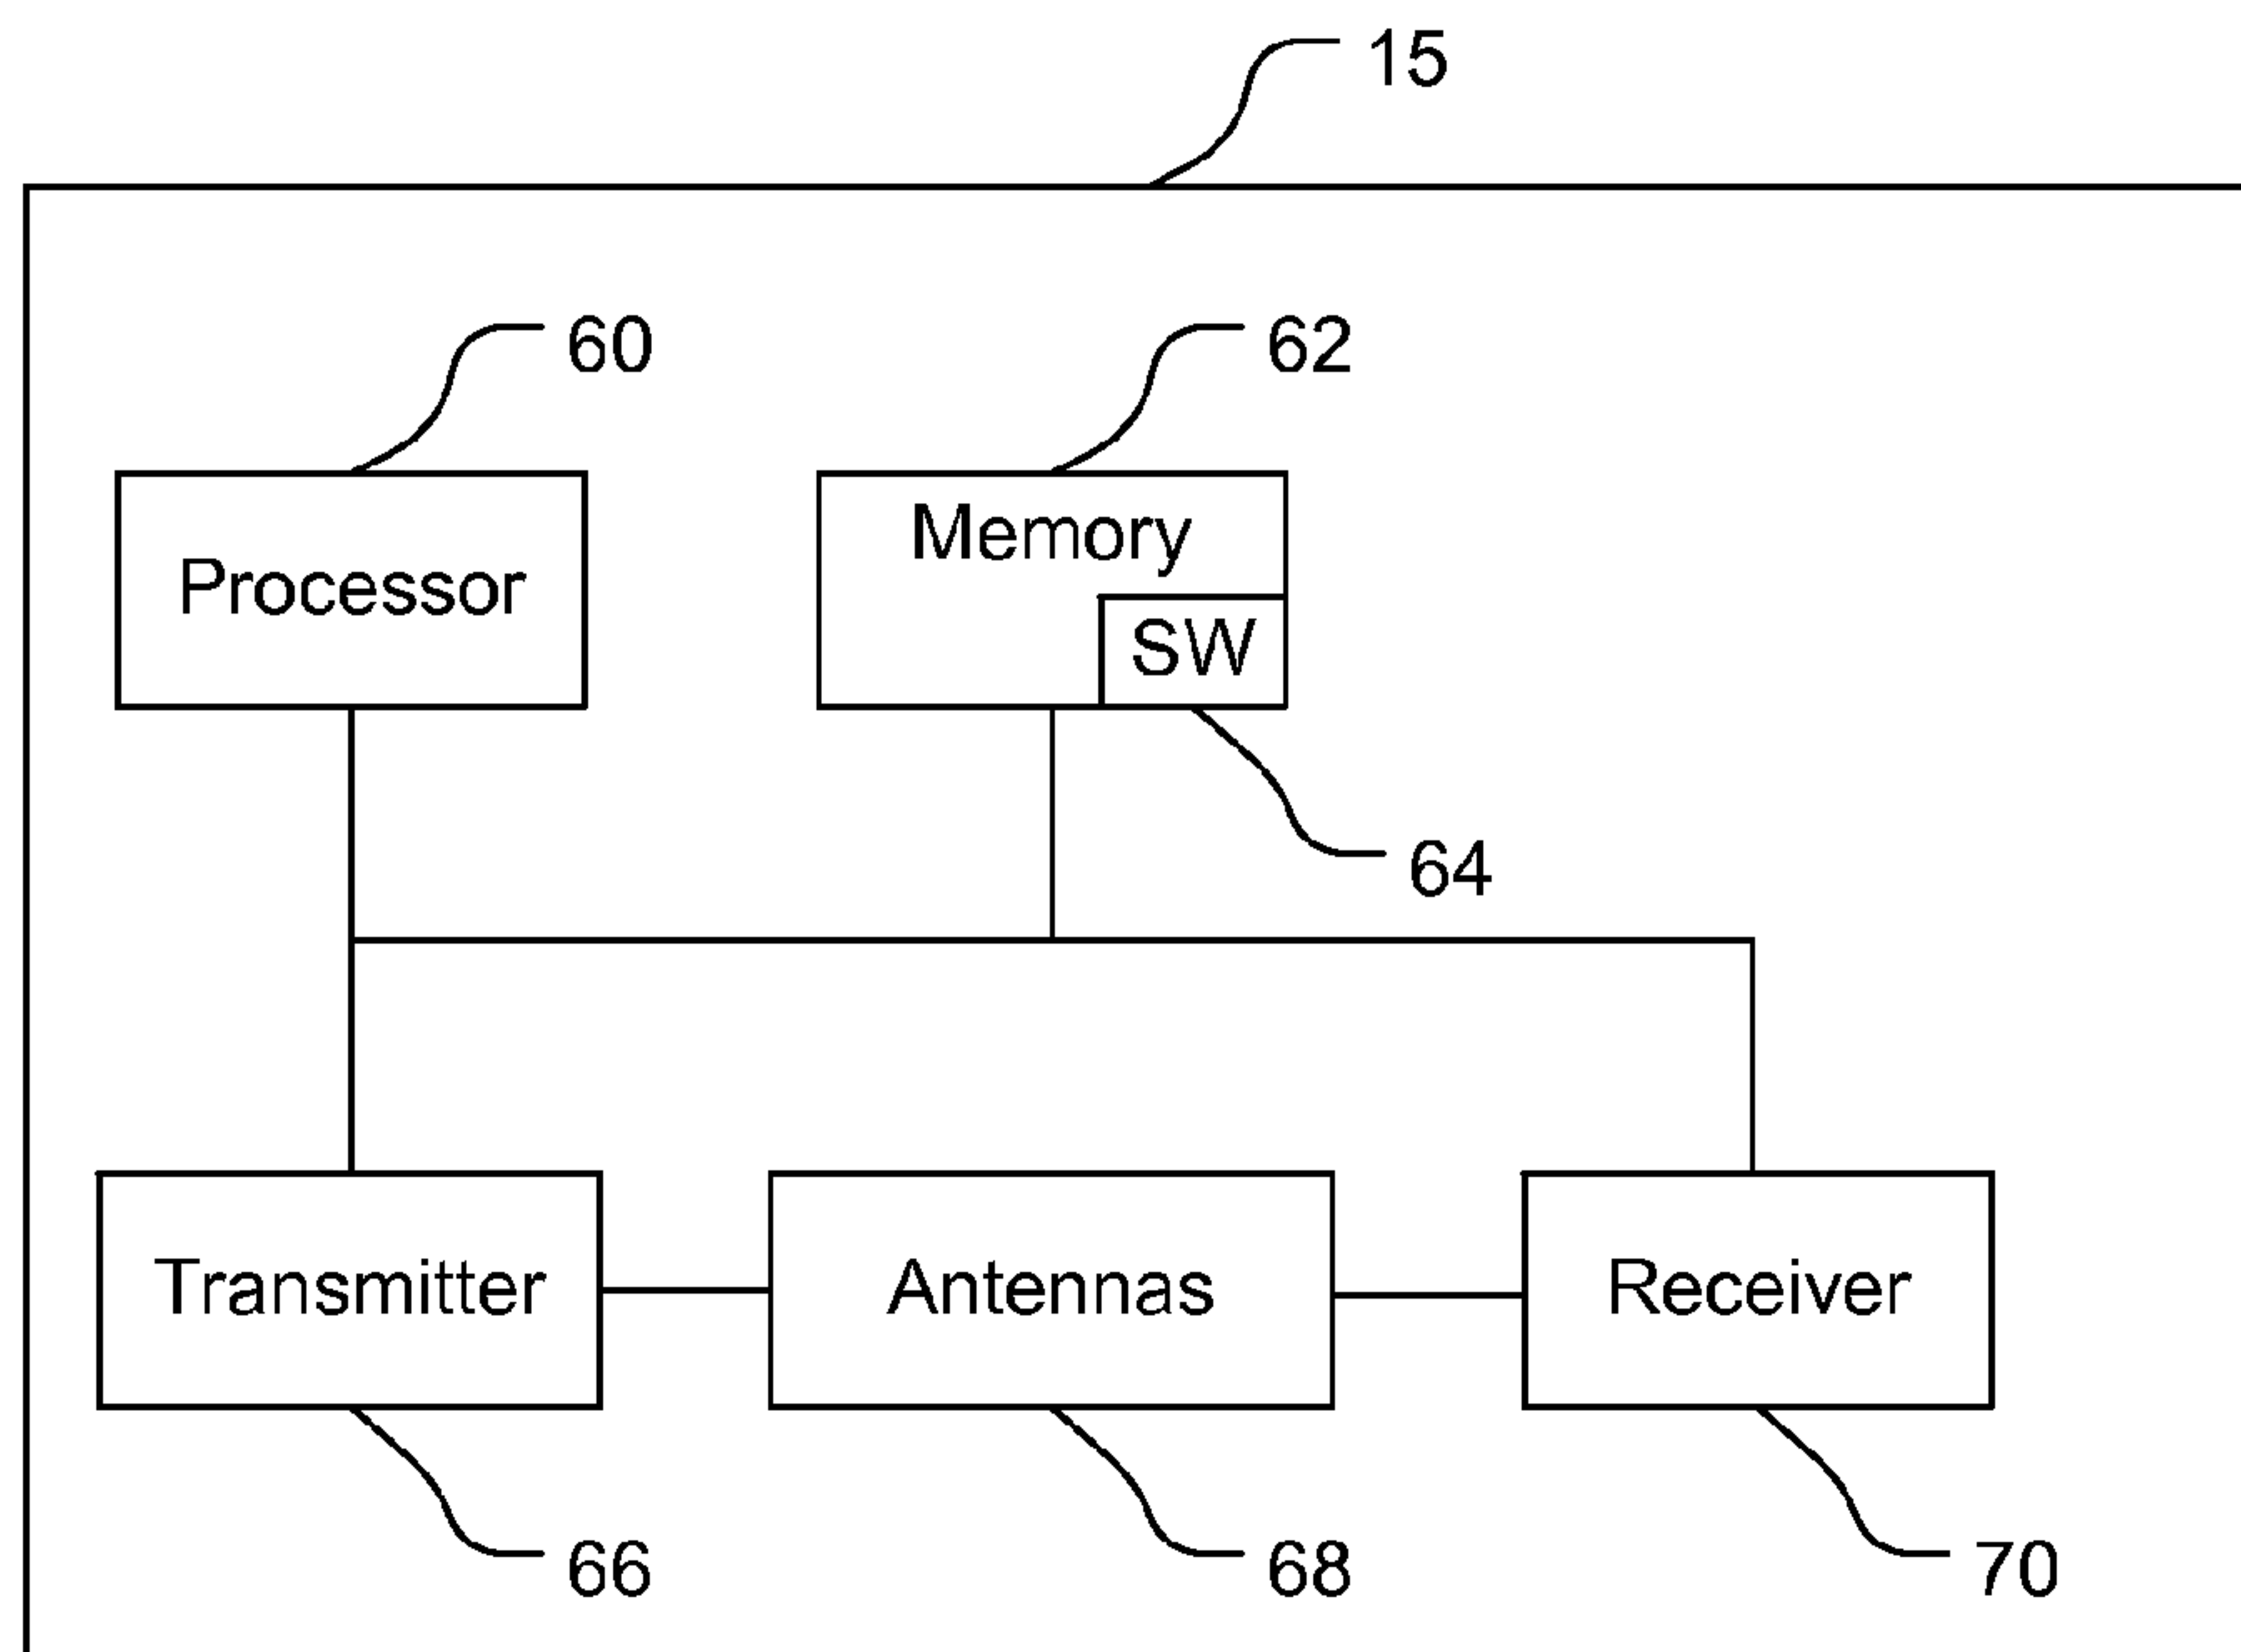 15
60
62
Processor
Memory
SW
64
Transmitter
Antennas
Receiver
66
68
70